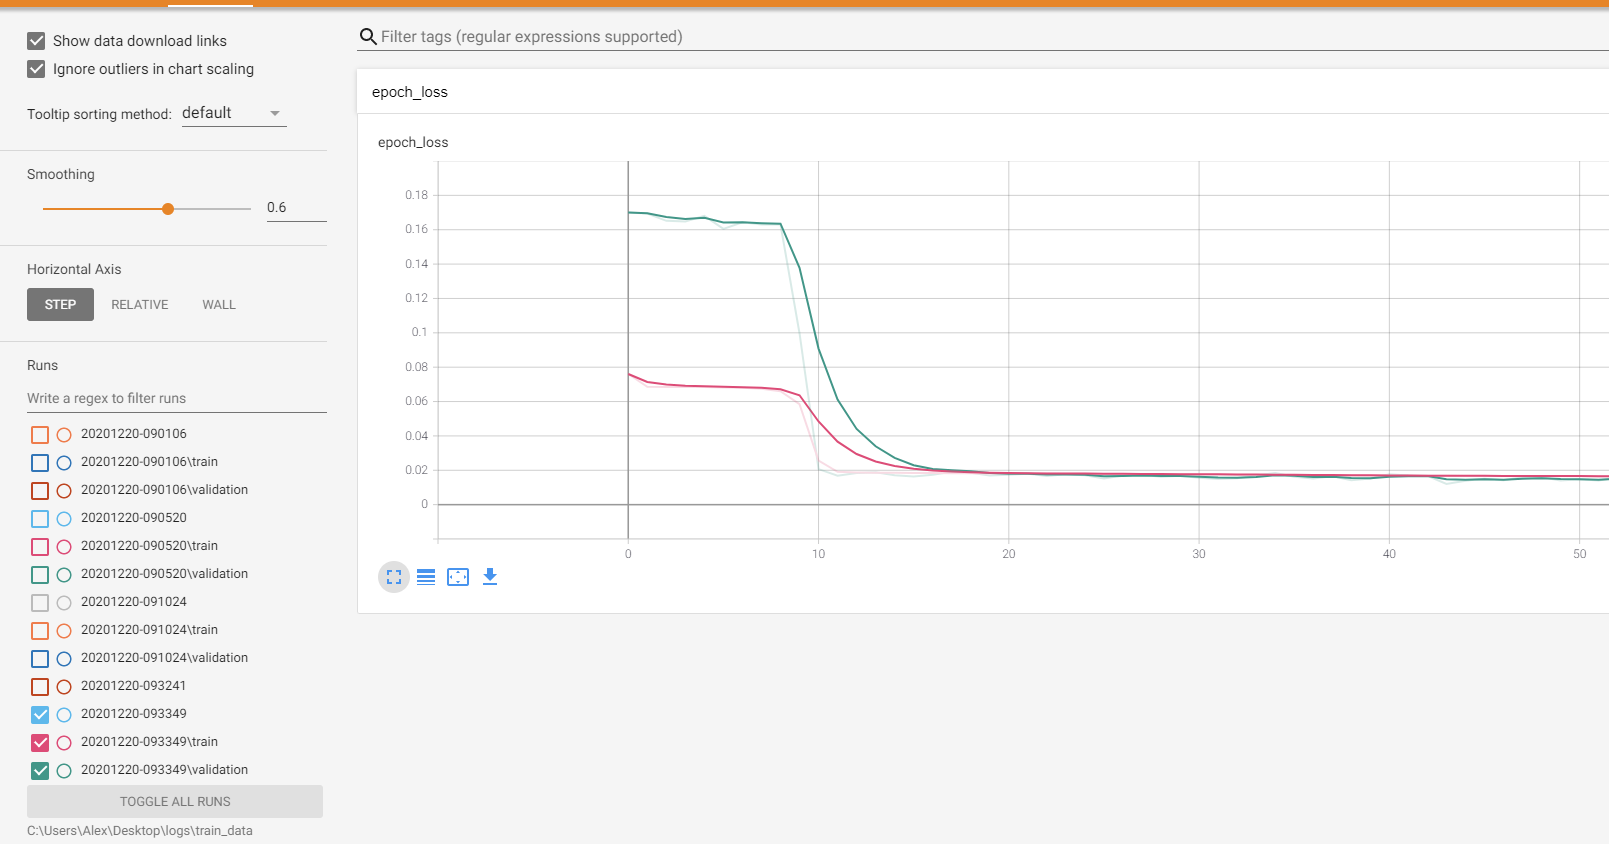 Show data download links
Ignore outliers in chart scaling
Tooltip sorting method: default
Smoothing
0.6
Horizontal Axis
STEP RELATIVE WALL
Runs
Write a regex to filter runs
20201220-090106
20201220-090106\train
20201220-090106\validation
20201220-090520
20201220-090520\train
20201220-090520\validation
20201220-091024
20201220-091024\train
20201220-091024\validation
20201220-093241
20201220-093349
20201220-093349\train
20201220-093349\validation
TOGGLE ALL RUNS
C:\Users\Alex\Desktop\logs\train_data
Filter tags (regular expressions supported)
epoch_loss
epoch_loss
0.18
0.16
0.14
0.12
0.1
0.08
0.06
0.04
0.02
0
0 10 20 30 40 50